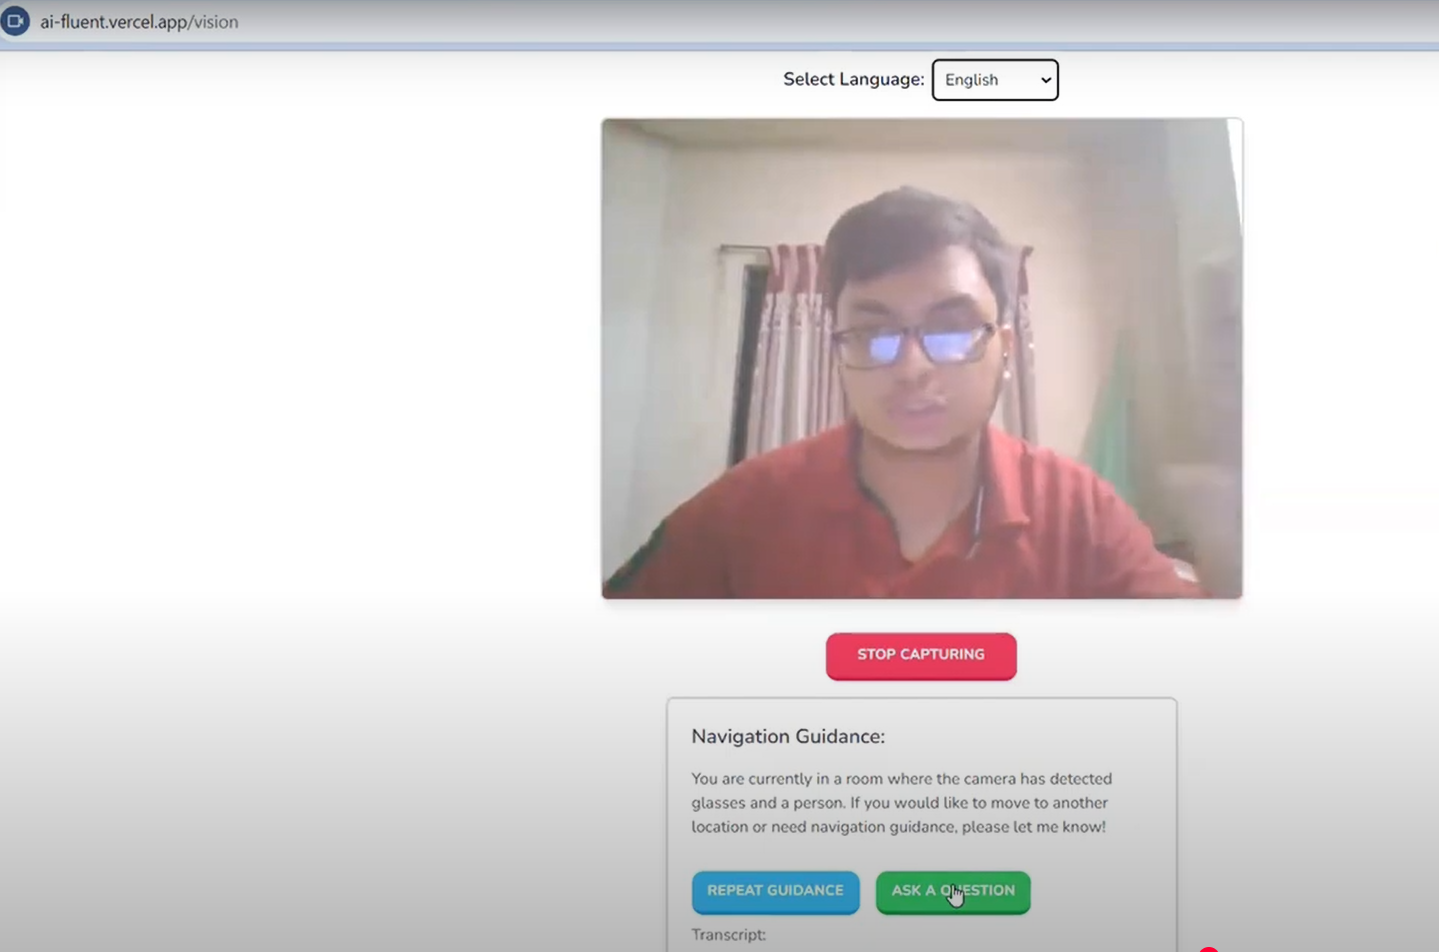 ai-fluent.vercel.app/vision
Select Language: English
STOP CAPTURING
Navigation Guidance:
You are currently in a room where the camera has detected
glasses and a person. If you would like to move to another
location or need navigation guidance, please let me know!
REPEAT GUIDANCE ASK A QUESTION
Transcript: